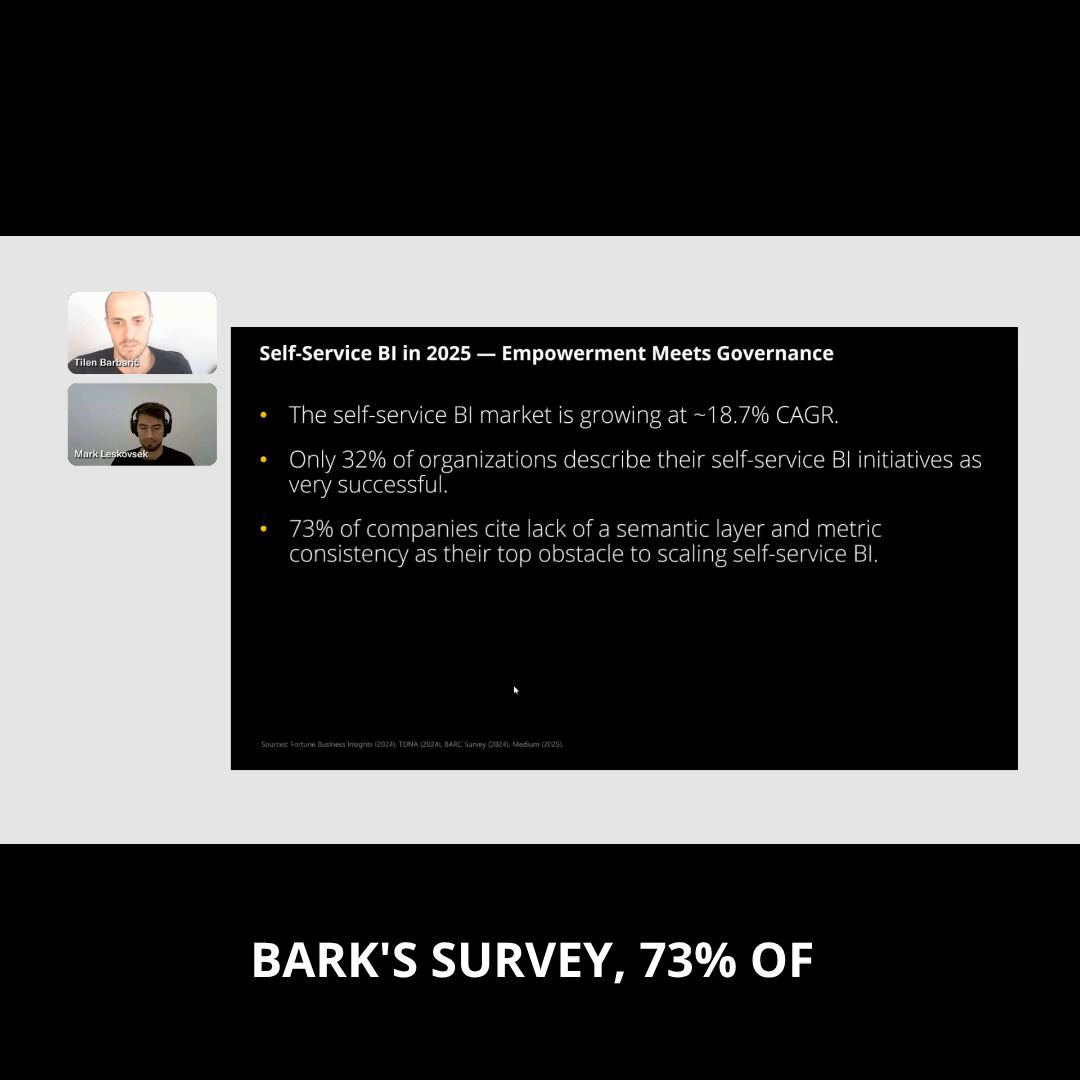 Tilen Barbarič
Mark Leskovšek
Self-Service BI in 2025 — Empowerment Meets Governance
• The self-service BI market is growing at ~18.7% CAGR.
• Only 32% of organizations describe their self-service BI initiatives as
very successful.
• 73% of companies cite lack of a semantic layer and metric
consistency as their top obstacle to scaling self-service BI.
Sources: Fortune Business Insights (2024), TDNA (2024), BARC Survey (2024), Medium (2025).
BARK'S SURVEY, 73% OF